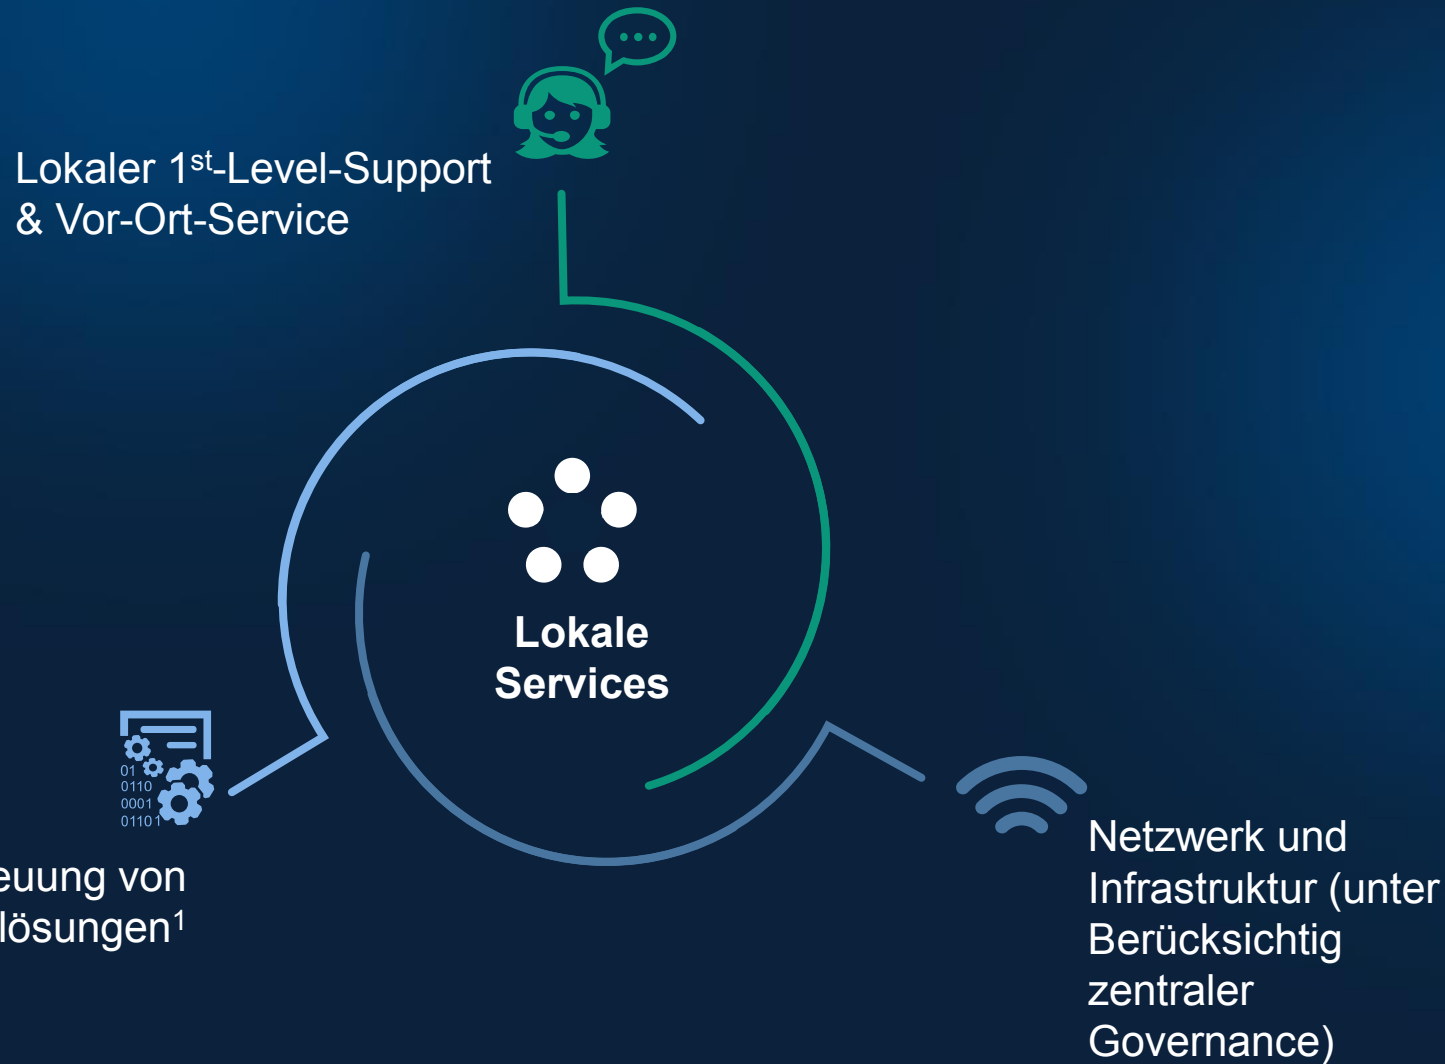 Lokaler 1st-Level-Support
& Vor-Ort-Service
Lokale
Services
01
0110
0001
01101
euung von
lösungen¹
Netzwerk und
Infrastruktur (unter
Berücksichtig
zentraler
Governance)